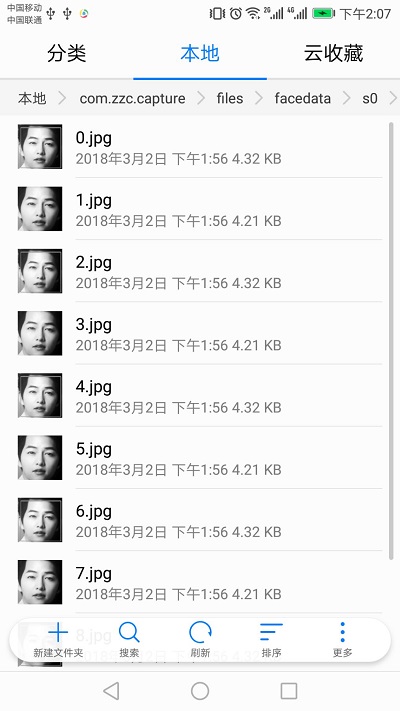 中国移动
中国联通
2G
4G
下午2:07
分类
本地
云收藏
本地
com.zzc.capture
files
facedata
s0
0.jpg
2018年3月2日 下午1:56 4.32 KB
1.jpg
2018年3月2日 下午1:56 4.21 KB
2.jpg
2018年3月2日 下午1:56 4.32 KB
3.jpg
2018年3月2日 下午1:56 4.21 KB
4.jpg
2018年3月2日 下午1:56 4.32 KB
5.jpg
2018年3月2日 下午1:56 4.21 KB
6.jpg
2018年3月2日 下午1:56 4.32 KB
7.jpg
2018年3月2日 下午1:56 4.21 KB
8.jpg
新建文件夹
搜索
刷新
排序
更多